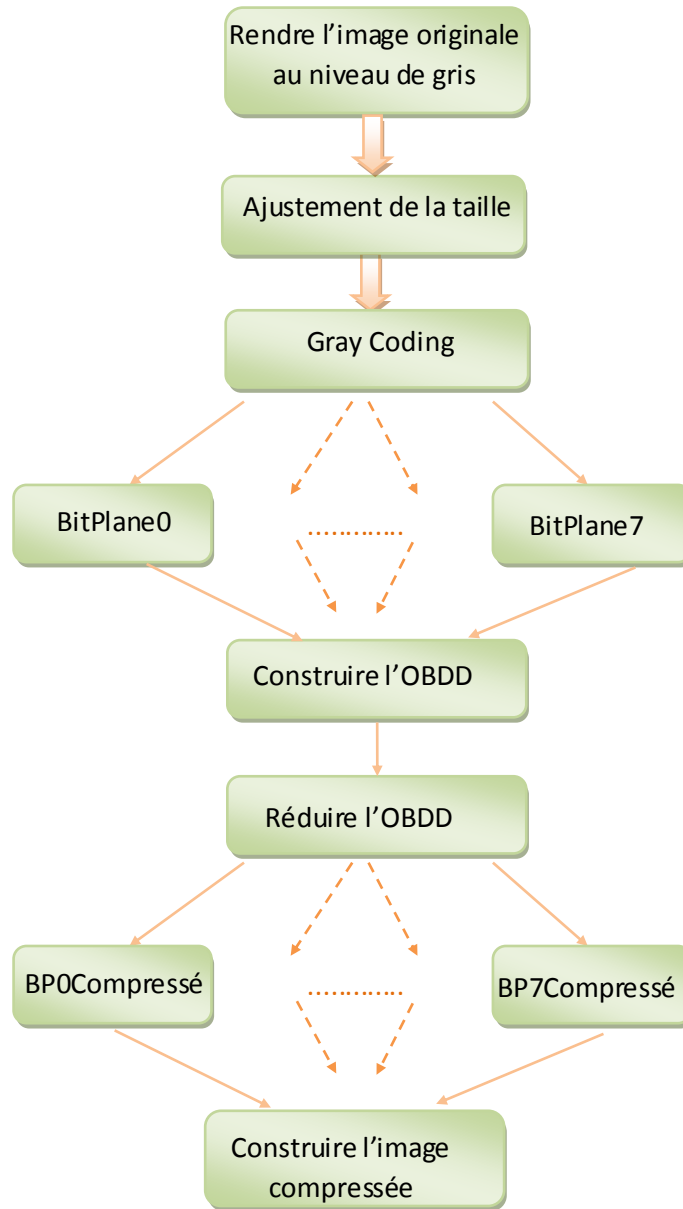 Rendre l’image originale
au niveau de gris
Ajustement de la taille
Gray Coding
BitPlane0
BitPlane7
Construire l’OBDD
Réduire l’OBDD
BP0Compressé
BP7Compressé
Construire l’image
compressée